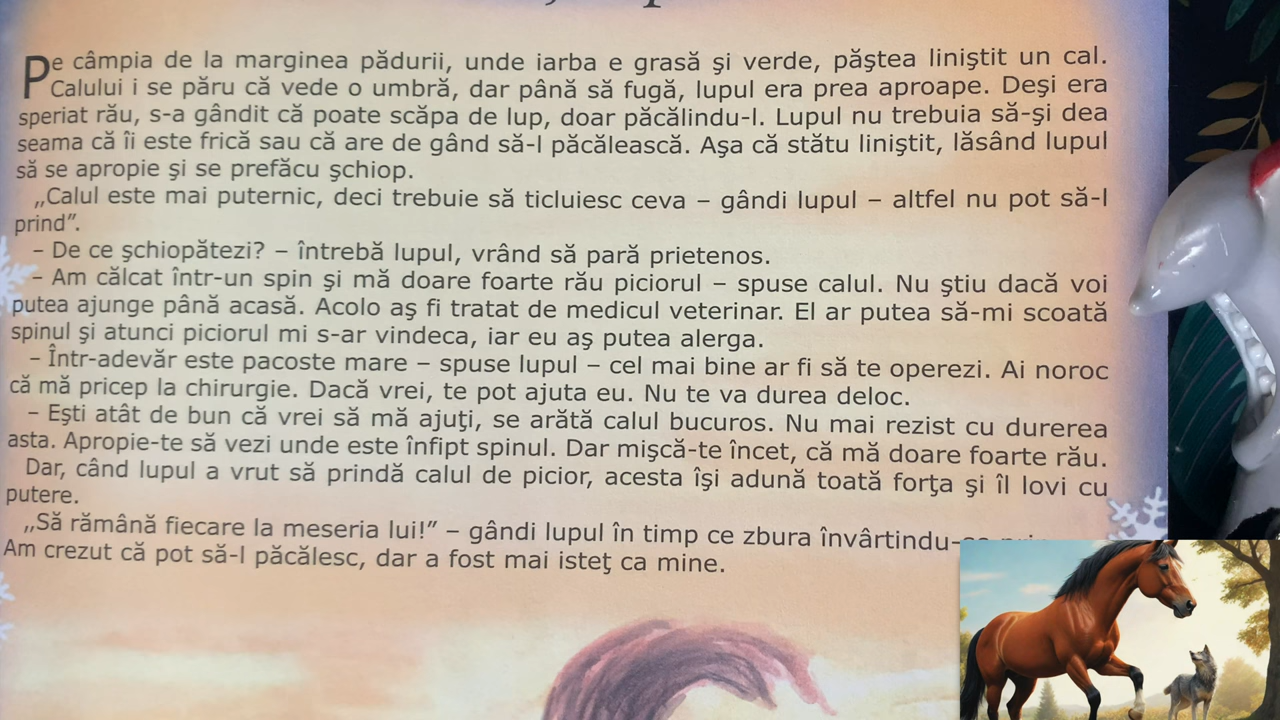 Pe câmpia de la marginea pădurii, unde iarba e grasă şi verde, păştea liniştit un cal.
Calului i se păru că vede o umbră, dar până să fugă, lupul era prea aproape. Deşi era
speriat rău, s-a gândit că poate scăpa de lup, doar păcălindu-l. Lupul nu trebuia să-şi dea
seama că îi este frică sau că are de gând să-l păcălească. Aşa că stătu liniştit, lăsând lupul
să se apropie şi se prefăcu şchiop.
„Calul este mai puternic, deci trebuie să ticluiesc ceva – gândi lupul – altfel nu pot să-l
prind”.
– De ce şchiopătezi? – întrebă lupul, vrând să pară prietenos.
– Am călcat într-un spin şi mă doare foarte rău piciorul – spuse calul. Nu ştiu dacă voi
putea ajunge până acasă. Acolo aş fi tratat de medicul veterinar. El ar putea să-mi scoată
spinul şi atunci piciorul mi s-ar vindeca, iar eu aş putea alerga.
– Într-adevăr este pacoste mare – spuse lupul – cel mai bine ar fi să te operezi. Ai noroc
că mă pricep la chirurgie. Dacă vrei, te pot ajuta eu. Nu te va durea deloc.
– Eşti atât de bun că vrei să mă ajuţi, se arătă calul bucuros. Nu mai rezist cu durerea
asta. Apropie-te să vezi unde este înfipt spinul. Dar mişcă-te încet, că mă doare foarte rău.
Dar, când lupul a vrut să prindă calul de picior, acesta îşi adună toată forţa şi îl lovi cu
putere.
„Să rămână fiecare la meseria lui!” – gândi lupul în timp ce zbura
Am crezut că pot să-l păcălesc, dar a fost mai isteţ ca mine.